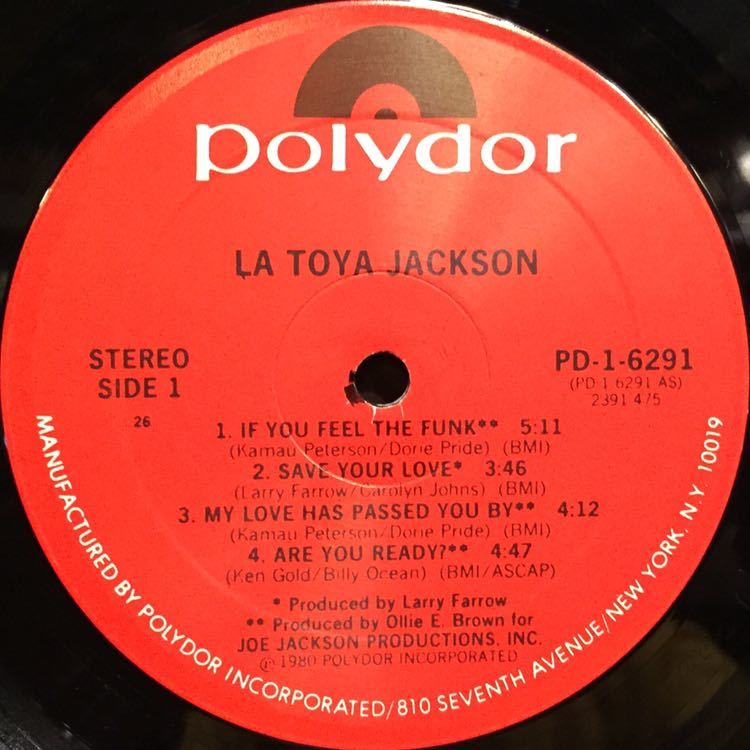 polydor
LA TOYA JACKSON
STEREO
SIDE 1
PD-1-6291
(PD 1 6291 AS)
2391 475
26
1. IF YOU FEEL THE FUNK** 5:11
(Kamau Peterson/Dorie Pride) (BMI)
2. SAVE YOUR LOVE* 3:46
(Larry Farrow/Carolyn Johns) (BMI)
3. MY LOVE HAS PASSED YOU BY** 4:12
(Kamau Peterson/Dorie Pride) (BMI)
4. ARE YOU READY?** 4:47
(Ken Gold/Billy Ocean) (BMI/ASCAP)
* Produced by Larry Farrow
** Produced by Ollie E. Brown for
JOE JACKSON PRODUCTIONS, INC.
℗ 1980 POLYDOR INCORPORATED
MANUFACTURED BY POLYDOR INCORPORATED/810 SEVENTH AVENUE/NEW YORK, N.Y. 10019